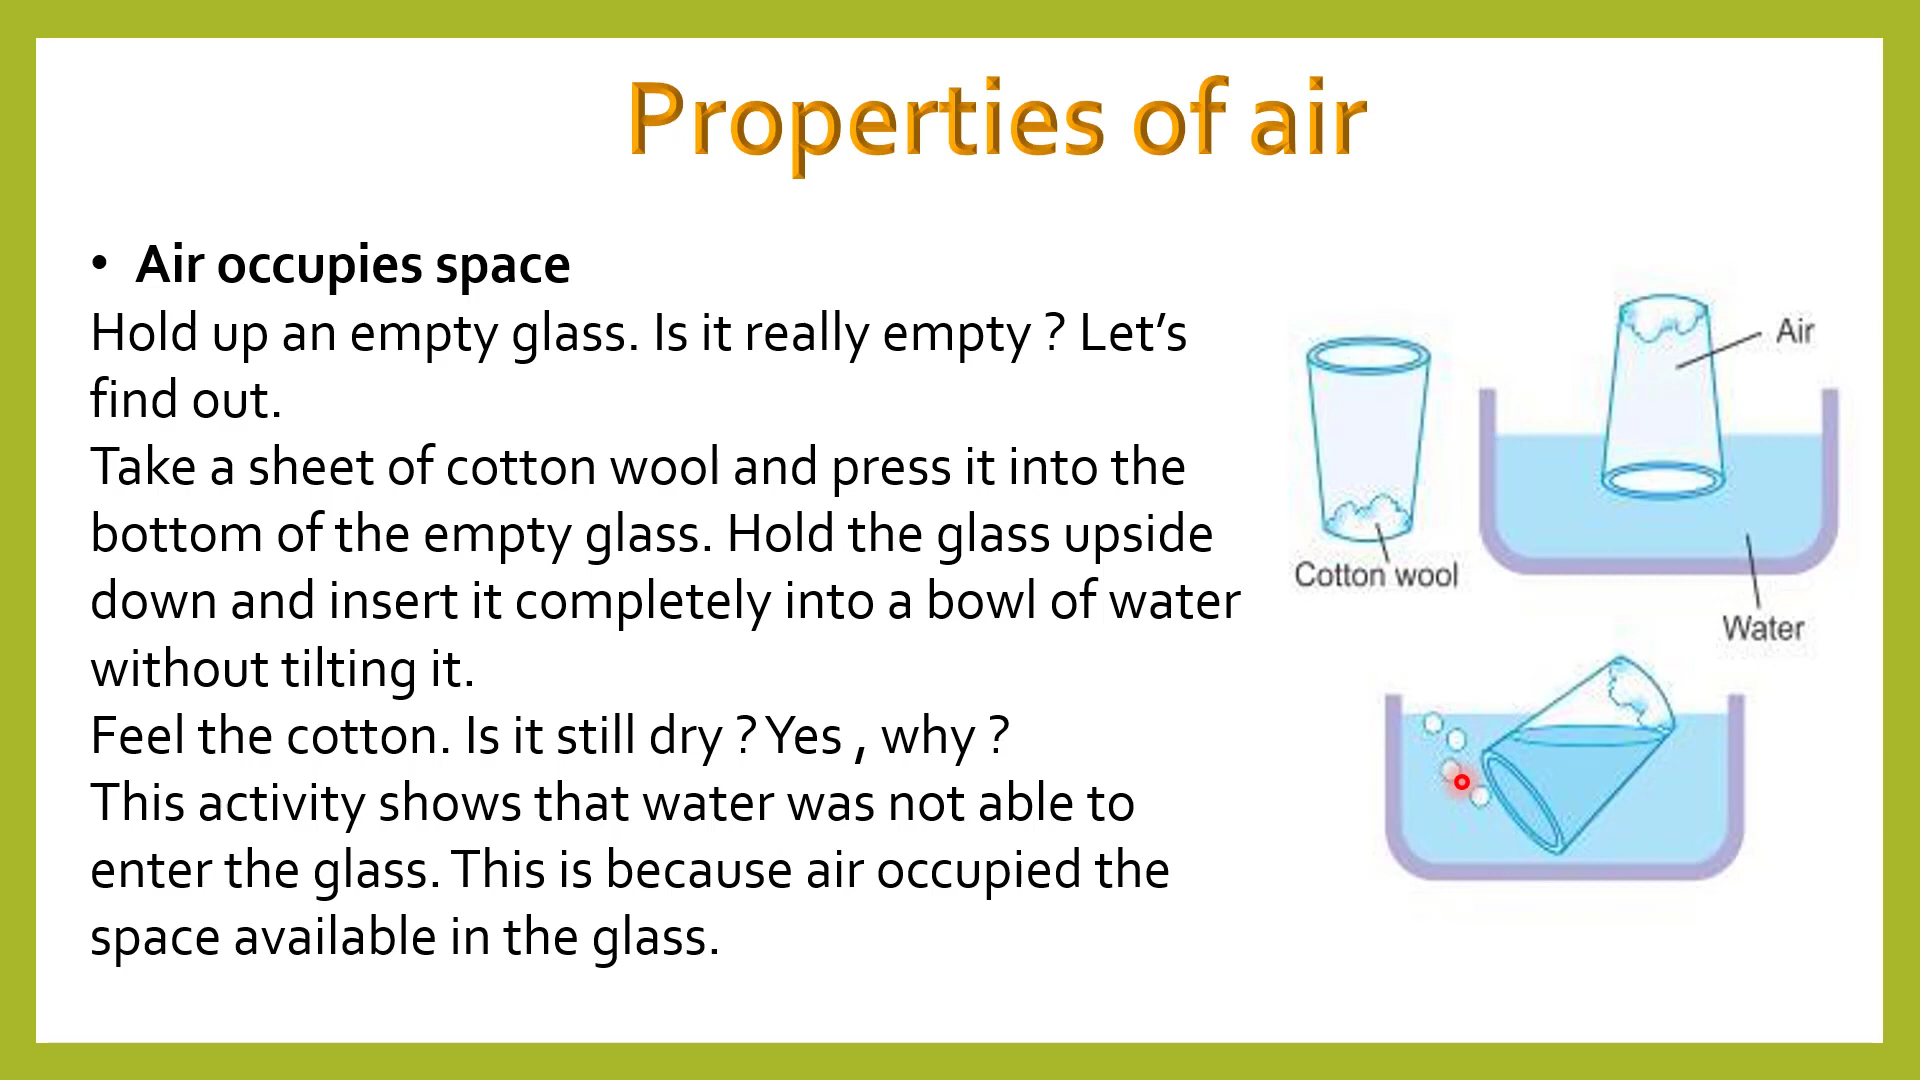 Properties of air
• Air occupies space
Hold up an empty glass. Is it really empty ? Let’s
find out.
Take a sheet of cotton wool and press it into the
bottom of the empty glass. Hold the glass upside
down and insert it completely into a bowl of water
without tilting it.
Feel the cotton. Is it still dry ? Yes , why ?
This activity shows that water was not able to
enter the glass. This is because air occupied the
space available in the glass.
Air
Cotton wool
Water